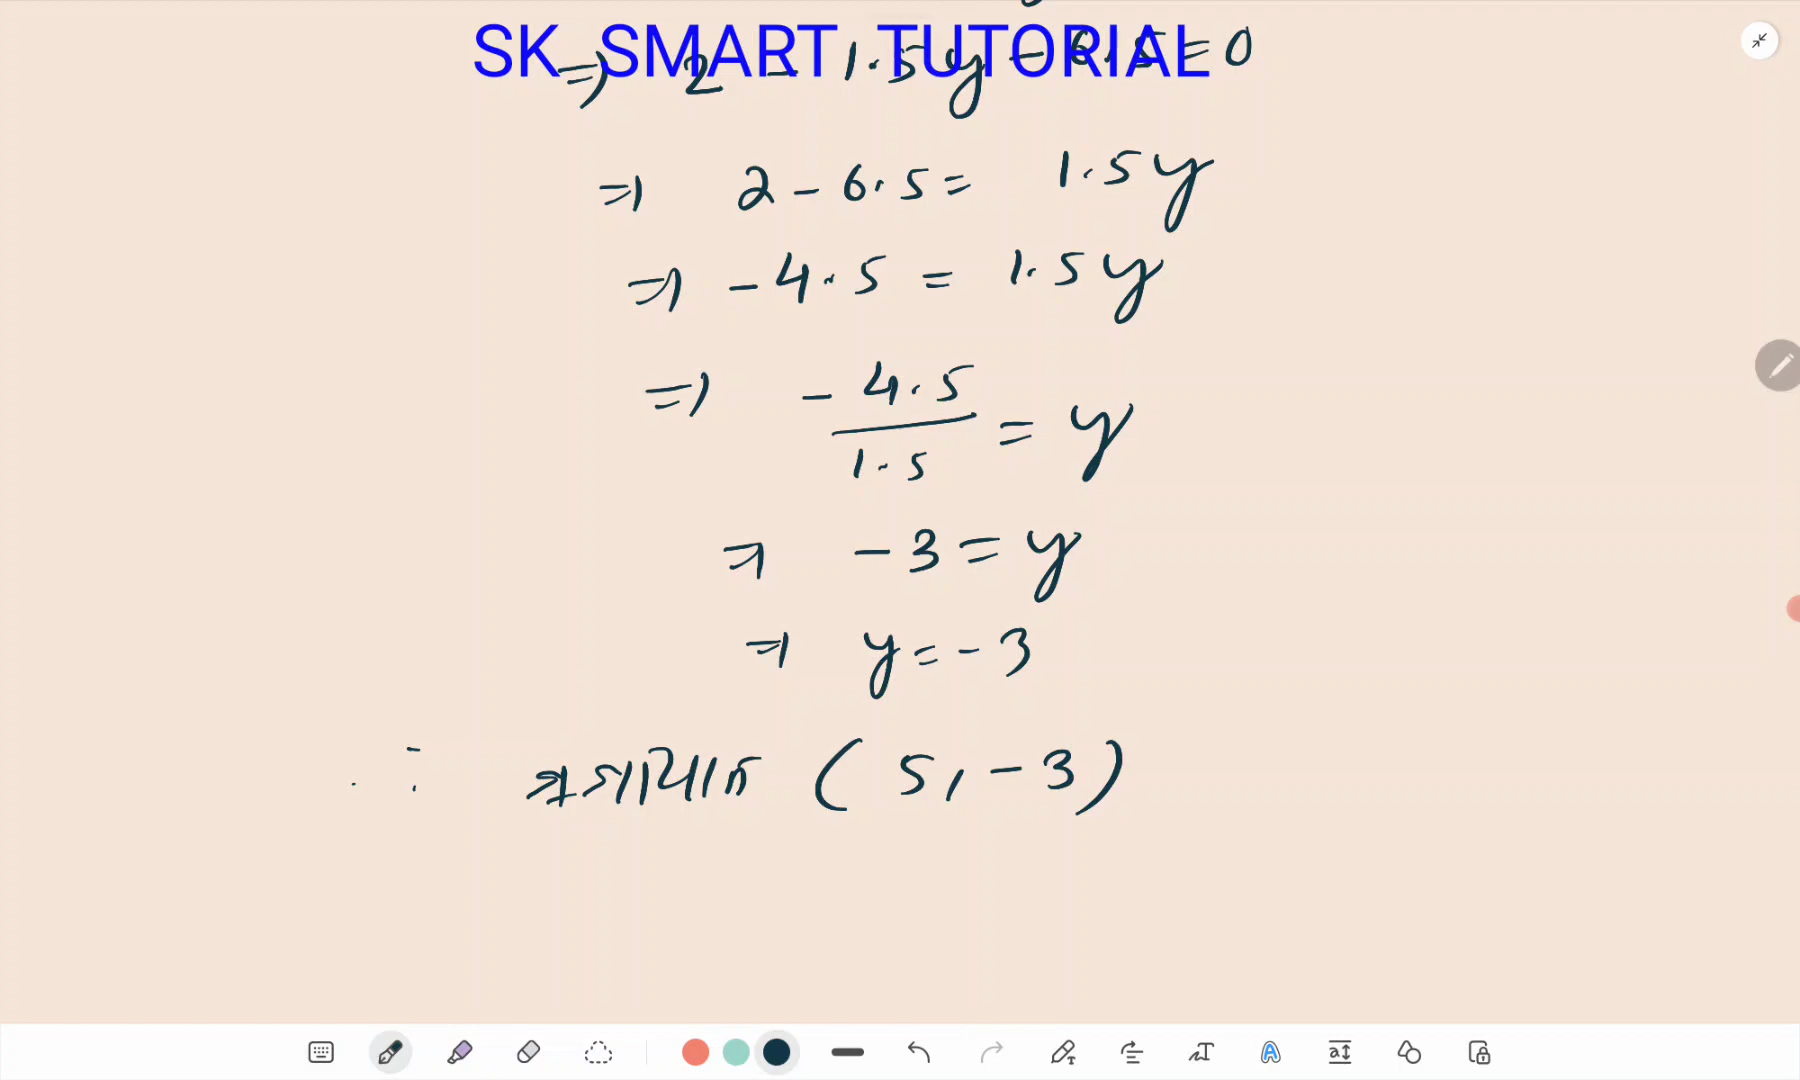 SK SMART TUTORIAL
⇒ 2 - 1.5y - 6.5 = 0
⇒ 2 - 6.5 = 1.5y
⇒ -4.5 = 1.5y
⇒ -4.5/1.5 = y
⇒ -3 = y
⇒ y = -3
∴ সমাধান (5, -3)